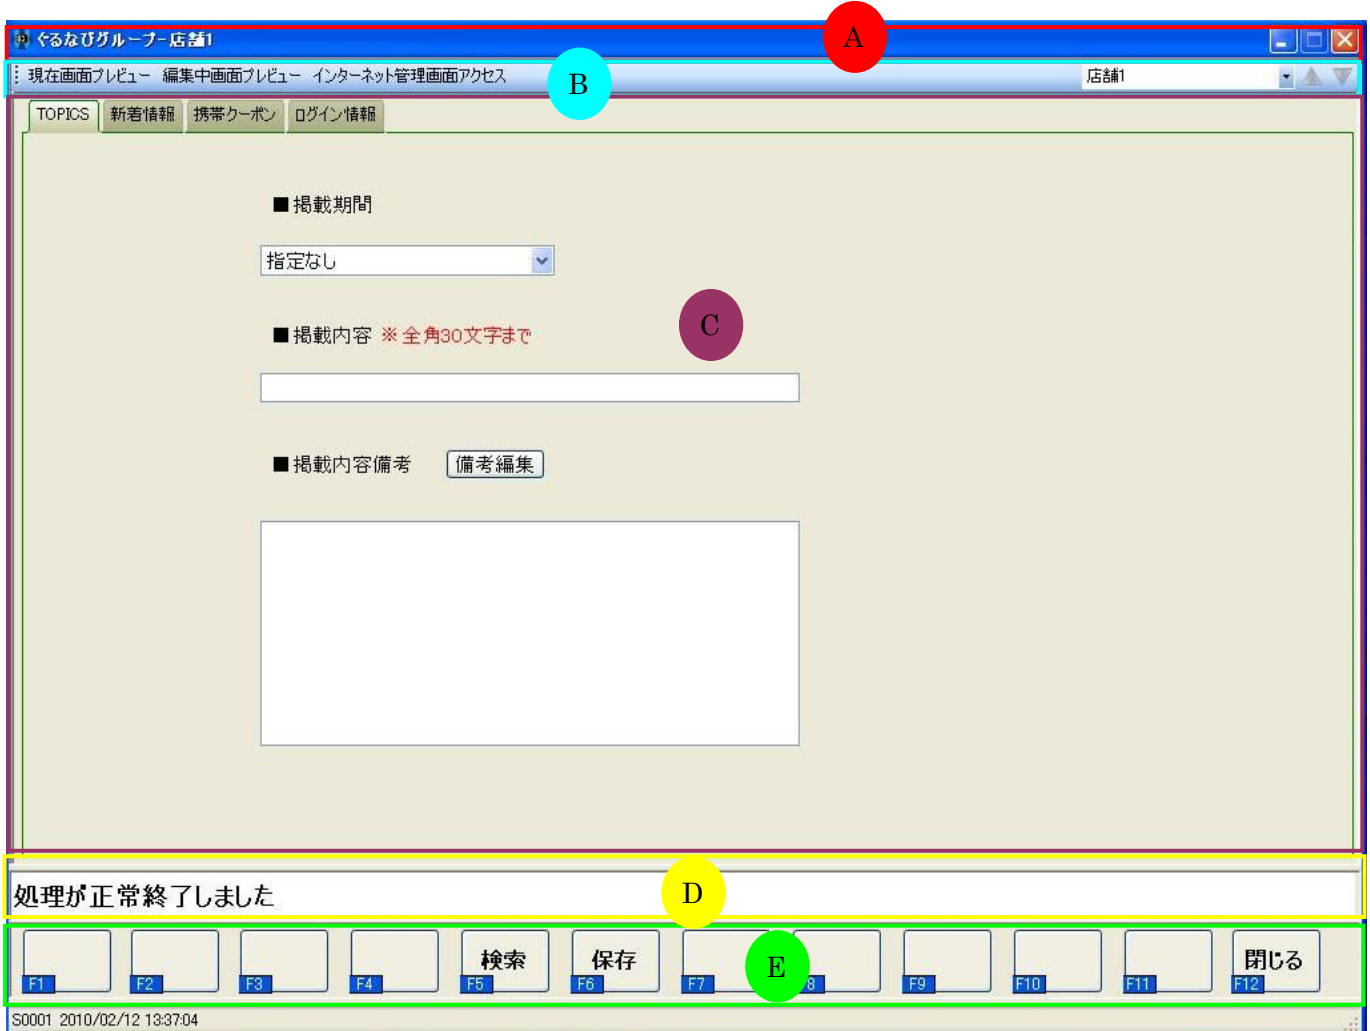 ぐるなびグループ-店舗1
A
現在画面プレビュー 編集中画面プレビュー インターネット管理画面アクセス
B
店舗1
TOPICS 新着情報 携帯クーポン ログイン情報
■掲載期間
指定なし
■掲載内容 ※全角30文字まで
C
■掲載内容備考 備考編集
処理が正常終了しました
D
検索 保存 閉じる
E
F1 F2 F3 F4 F5 F6 F7 8 F9 F10 F11 F12
S0001 2010/02/12 13:37:04